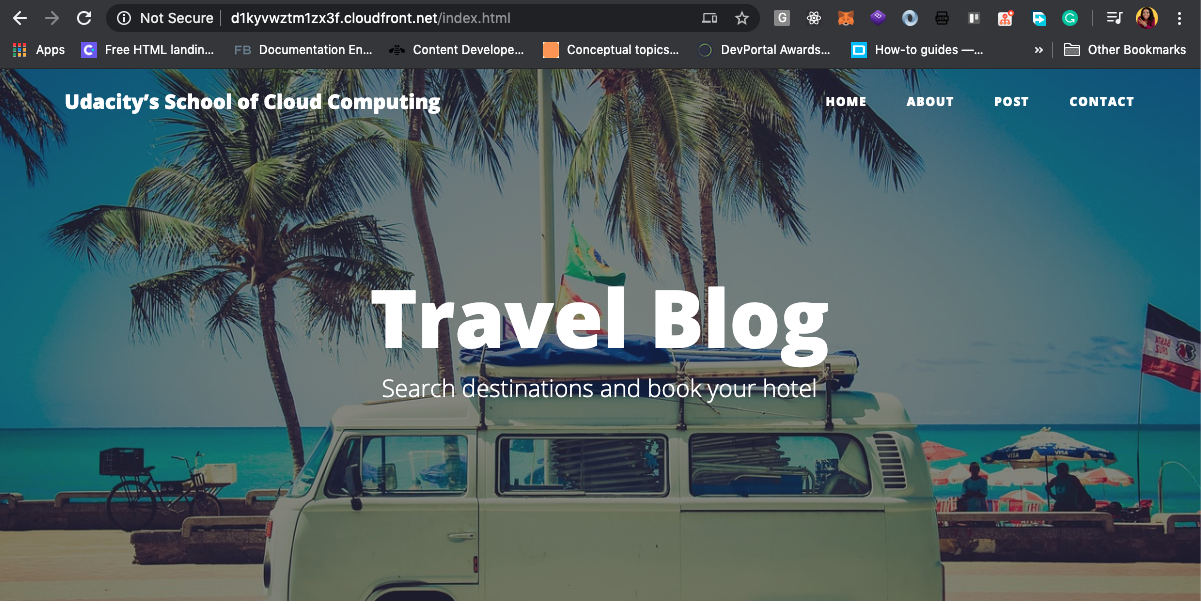 Not Secure d1kyvwztm1zx3f.cloudfront.net/index.html
Apps Free HTML landin... FB Documentation En... Content Develope... Conceptual topics... DevPortal Awards... How-to guides —... » Other Bookmarks
Udacity’s School of Cloud Computing HOME ABOUT POST CONTACT
Travel Blog
Search destinations and book your hotel
VISA VISA